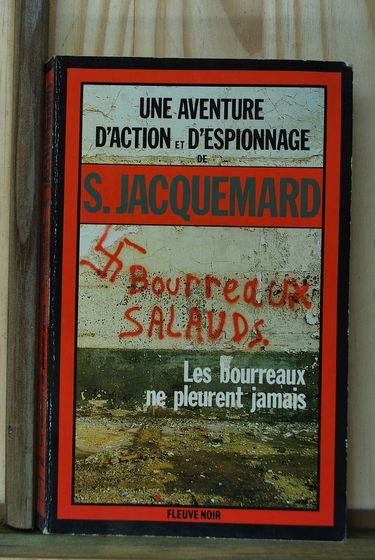 UNE AVENTURE
D'ACTION ET D'ESPIONNAGE
DE
S. JACQUEMARD
Bourreaux
SALAUDS.
Les bourreaux
ne pleurent jamais
FLEUVE NOIR